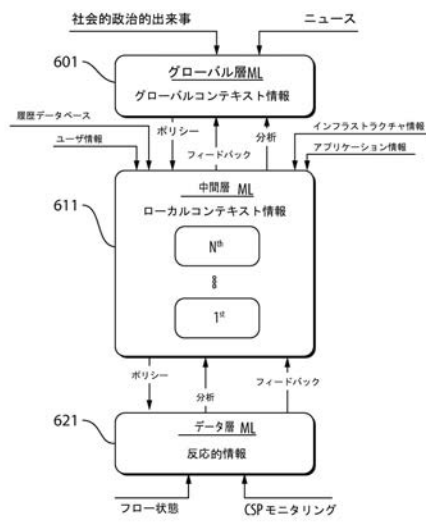 社会的政治的出来事
ニュース
601
グローバル層ML
グローバルコンテキスト情報
履歴データベース
ポリシー
分析
インフラストラクチャ情報
ユーザ情報
フィードバック
アプリケーション情報
611
中間層 ML
ローカルコンテキスト情報
Nth
1st
ポリシー
フィードバック
分析
621
データ層 ML
反応的情報
フロー状態
CSPモニタリング